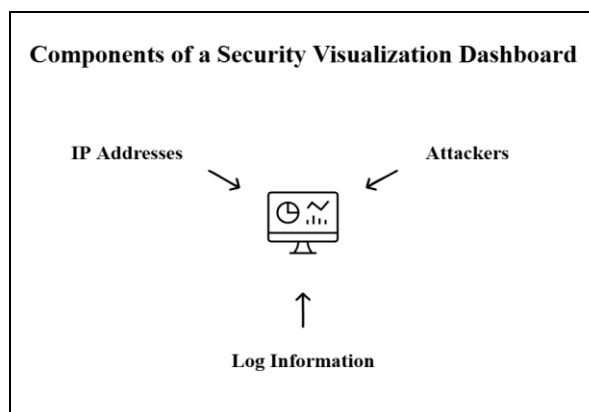 Components of a Security Visualization Dashboard
IP Addresses
Attackers
Log Information